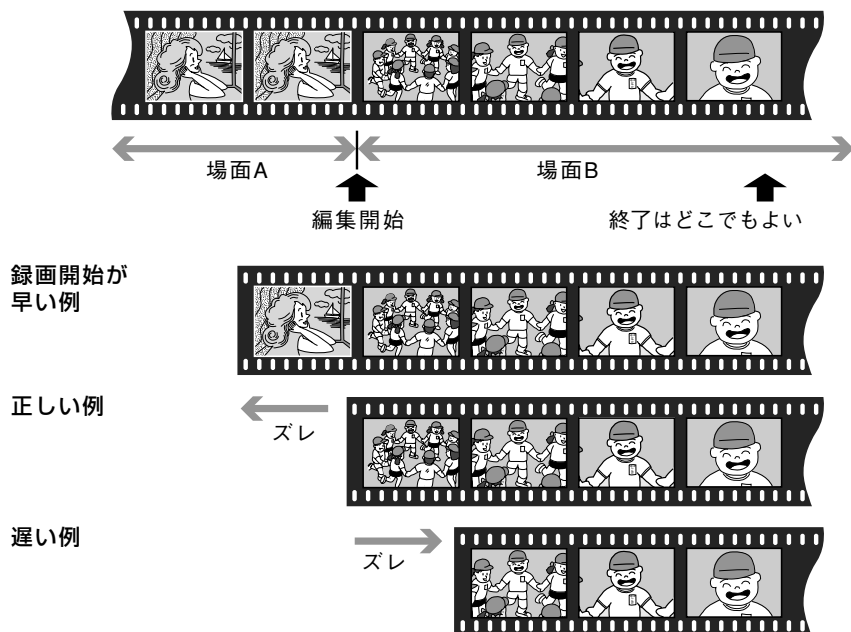 場面A
場面B
編集開始
終了はどこでもよい
録画開始が
早い例
正しい例
ズレ
遅い例
ズレ